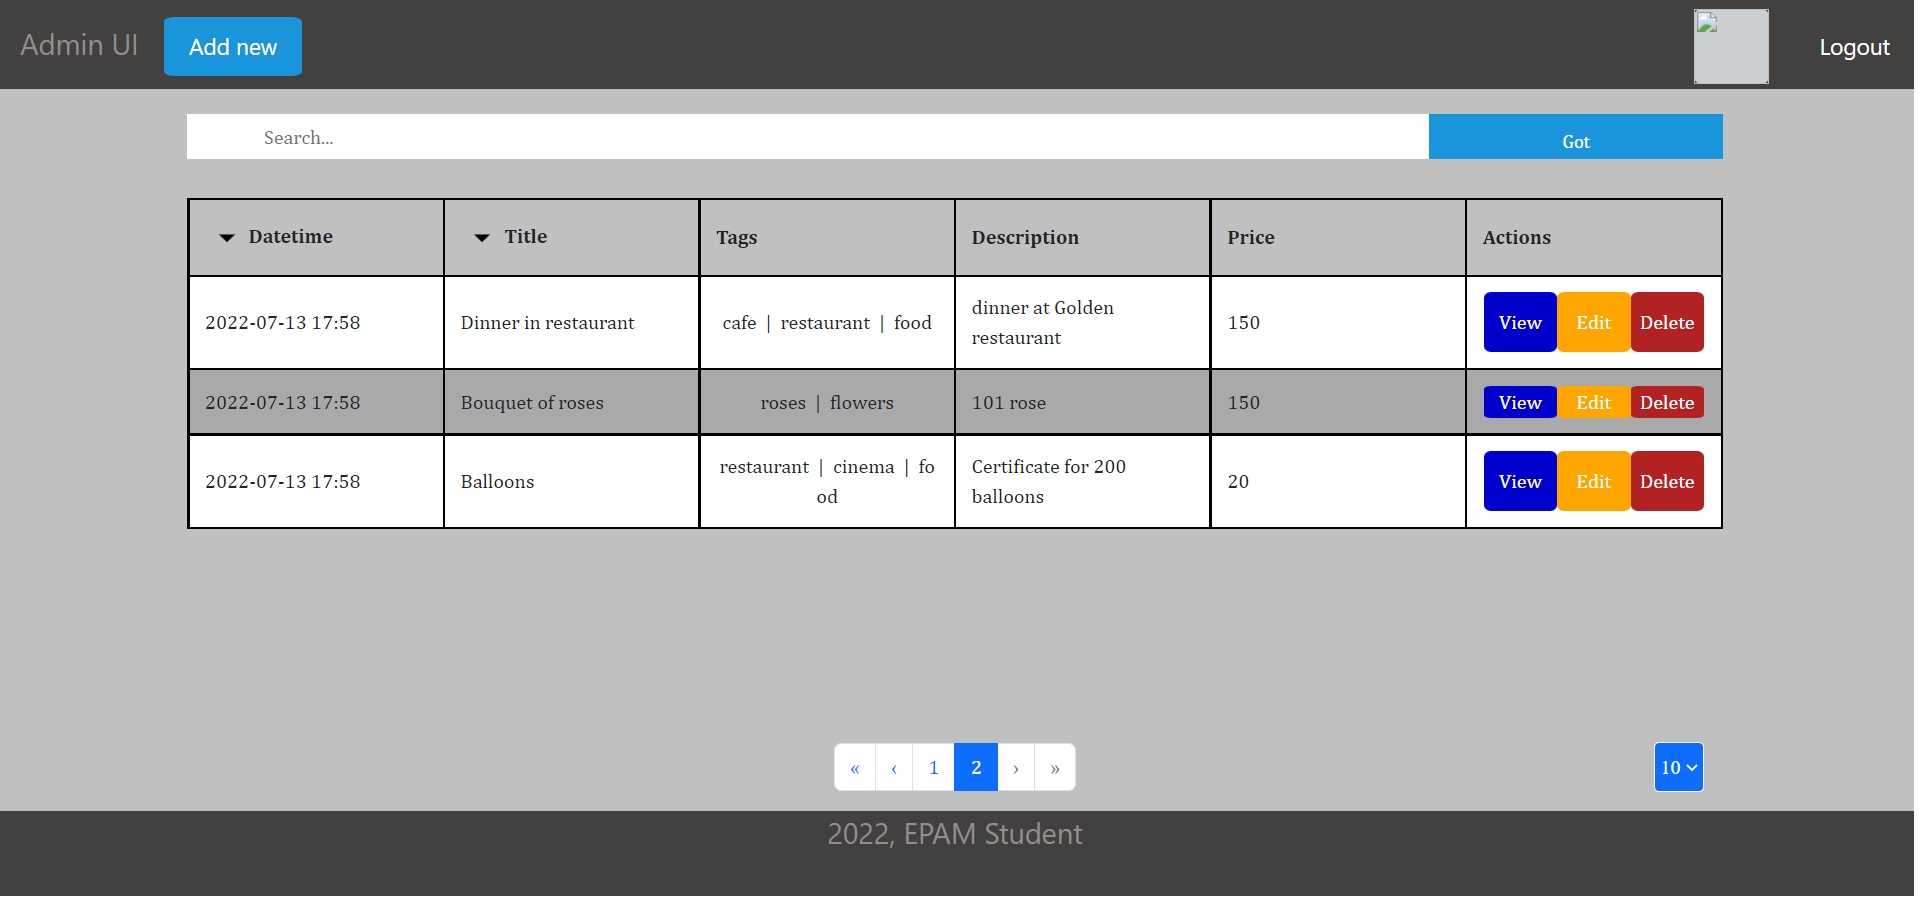 Admin UI Add new Logout
Search... Got
Datetime Title Tags Description Price Actions
2022-07-13 17:58 Dinner in restaurant cafe | restaurant | food dinner at Golden 150 View Edit Delete
restaurant
2022-07-13 17:58 Bouquet of roses roses | flowers 101 rose 150 View Edit Delete
2022-07-13 17:58 Balloons restaurant | cinema | fo Certificate for 200 20 View Edit Delete
od balloons
« ‹ 1 2 › » 10
2022, EPAM Student